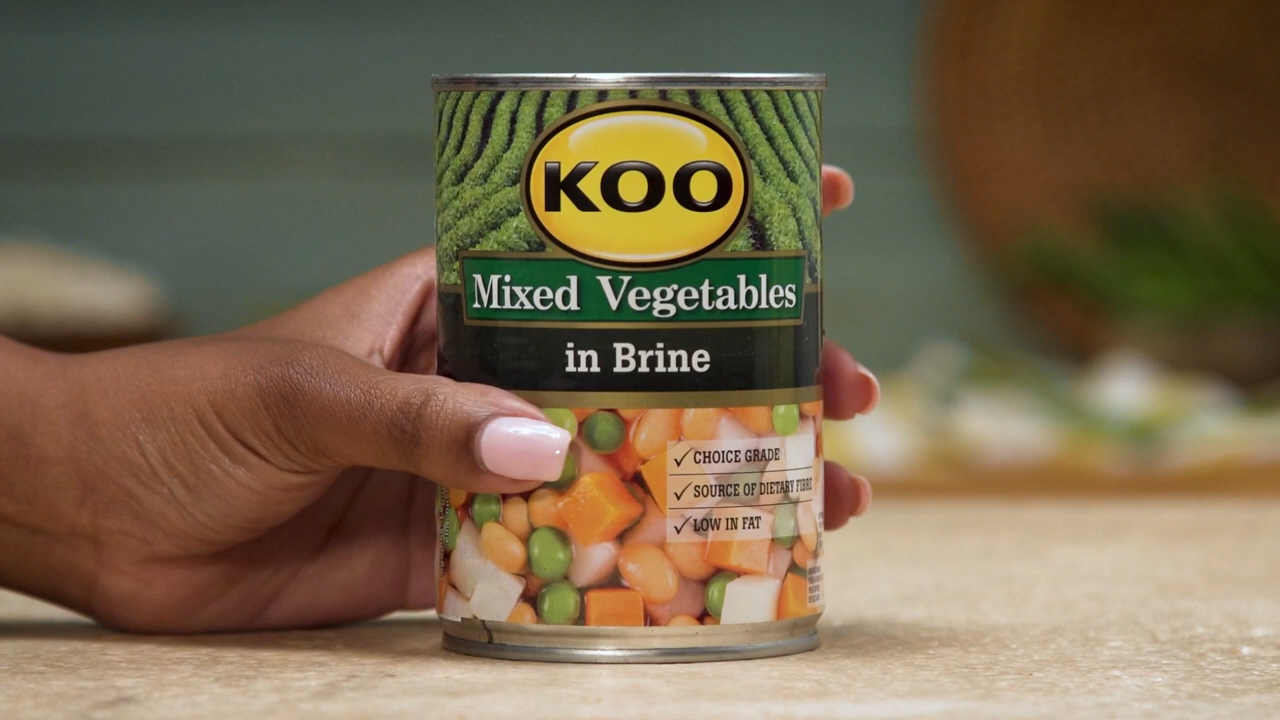 KOO
Mixed Vegetables
in Brine
✓ CHOICE GRADE
✓ SOURCE OF DIETARY FIBRE
✓ LOW IN FAT